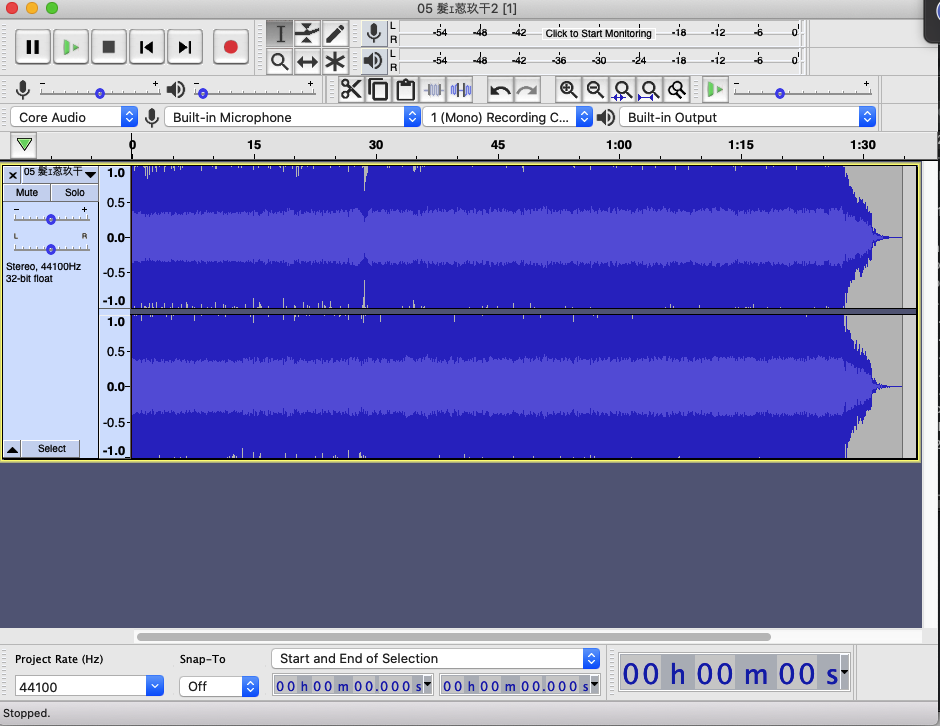 05 髮ɪ蒽玖干2 [1]
L
R
-54 -48 -42 Click to Start Monitoring -18 -12 -6 0
L
R
-54 -48 -42 -36 -30 -24 -18 -12 -6 0
- +
- +
- +
Core Audio
Built-in Microphone
1 (Mono) Recording C...
Built-in Output
0 15 30 45 1:00 1:15 1:30
05 髮ɪ蒽玖干
Mute Solo
- +
L R
Stereo, 44100Hz
32-bit float
1.0
0.5-
0.0-
-0.5-
-1.0
1.0
0.5-
0.0-
-0.5-
-1.0
Select
Project Rate (Hz)
Snap-To
Start and End of Selection
44100
Off
00 h 00 m 00.000 s
00 h 00 m 00.000 s
00 h 00 m 00 s
Stopped.